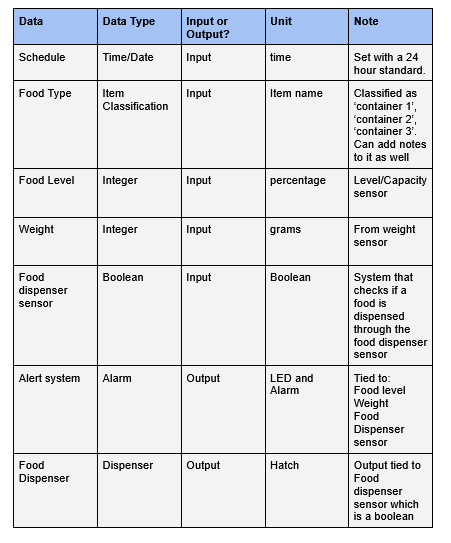 Data Data Type Input or Unit Note
Output?
Schedule Time/Date Input time Set with a 24
hour standard.
Food Type Item Input Item name Classified as
Classification ‘container 1’,
‘container 2’,
‘container 3’.
Can add notes
to it as well
Food Level Integer Input percentage Level/Capacity
sensor
Weight Integer Input grams From weight
sensor
Food Boolean Input Boolean System that
dispenser checks if a
sensor food is
dispensed
through the
food dispenser
sensor
Alert system Alarm Output LED and Tied to:
Alarm Food level
Weight
Food
Dispenser
sensor
Food Dispenser Output Hatch Output tied to
Dispenser Food
dispenser
sensor which
is a boolean